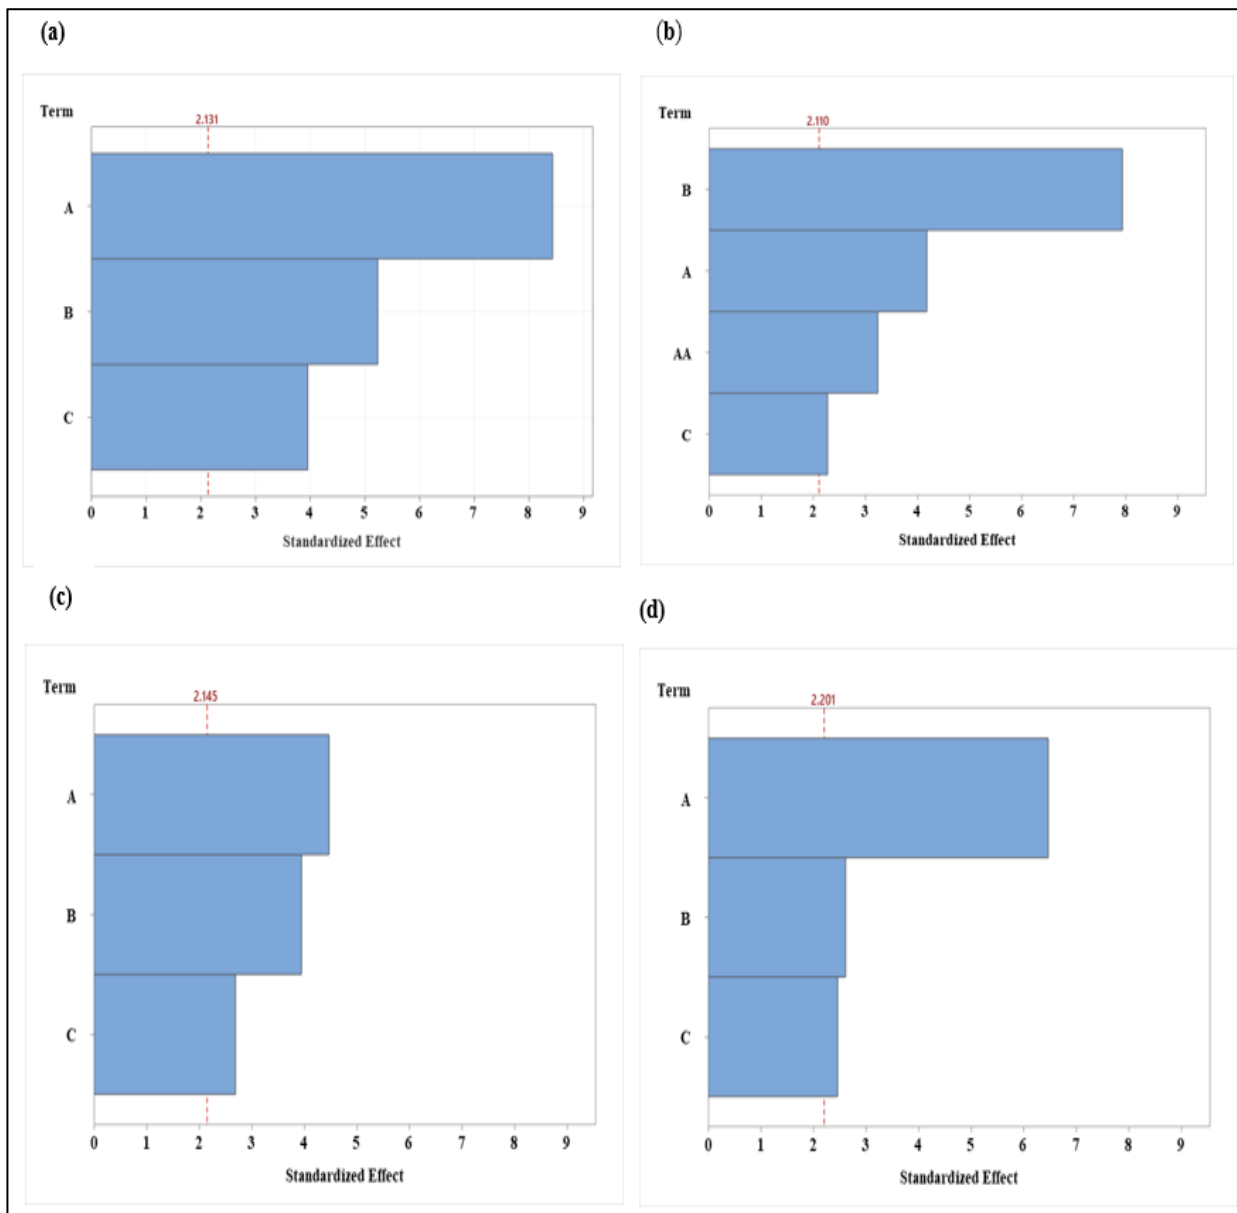 (a)
Term
2.131
A
B
C
0 1 2 3 4 5 6 7 8 9
Standardized Effect
(b)
Term
2.110
B
A
AA
C
0 1 2 3 4 5 6 7 8 9
Standardized Effect
(c)
Term
2.145
A
B
C
0 1 2 3 4 5 6 7 8 9
Standardized Effect
(d)
Term
2.201
A
B
C
0 1 2 3 4 5 6 7 8 9
Standardized Effect